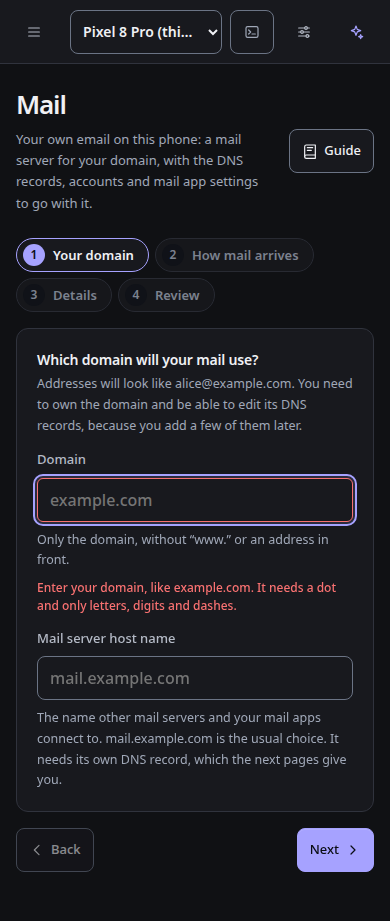 Pixel 8 Pro (thi...
Mail
Your own email on this phone: a mail
server for your domain, with the DNS
records, accounts and mail app settings
to go with it.
Guide
1 Your domain
2 How mail arrives
3 Details
4 Review
Which domain will your mail use?
Addresses will look like alice@example.com. You need
to own the domain and be able to edit its DNS
records, because you add a few of them later.
Domain
example.com
Only the domain, without “www.” or an address in
front.
Enter your domain, like example.com. It needs a dot
and only letters, digits and dashes.
Mail server host name
mail.example.com
The name other mail servers and your mail apps
connect to. mail.example.com is the usual choice. It
needs its own DNS record, which the next pages give
you.
Back
Next